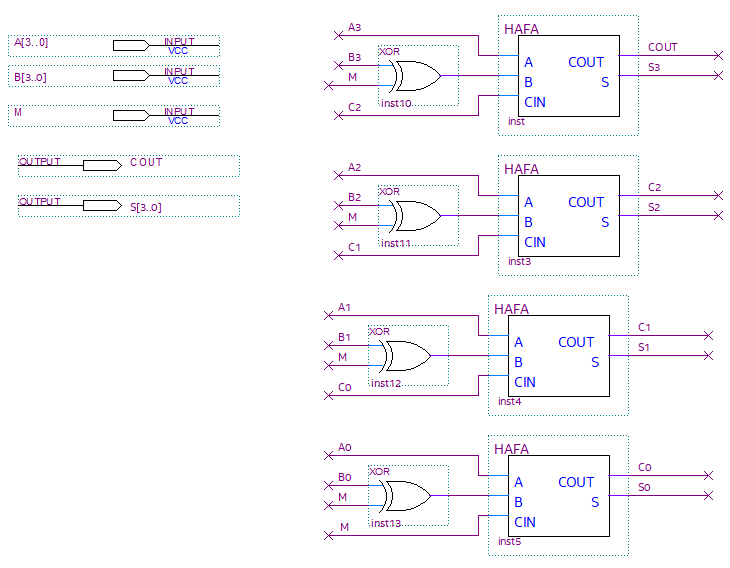 A[3..0] INPUT VCC
B[3..0] INPUT VCC
M INPUT VCC
OUTPUT COUT
OUTPUT S[3..0]
A3
B3
M
C2
XOR
inst10
HAFA
A COUT
B S
CIN
inst
COUT
S3
A2
B2
M
C1
XOR
inst11
HAFA
A COUT
B S
CIN
inst3
C2
S2
A1
B1
M
C0
XOR
inst12
HAFA
A COUT
B S
CIN
inst4
C1
S1
A0
B0
M
M
XOR
inst13
HAFA
A COUT
B S
CIN
inst5
C0
S0